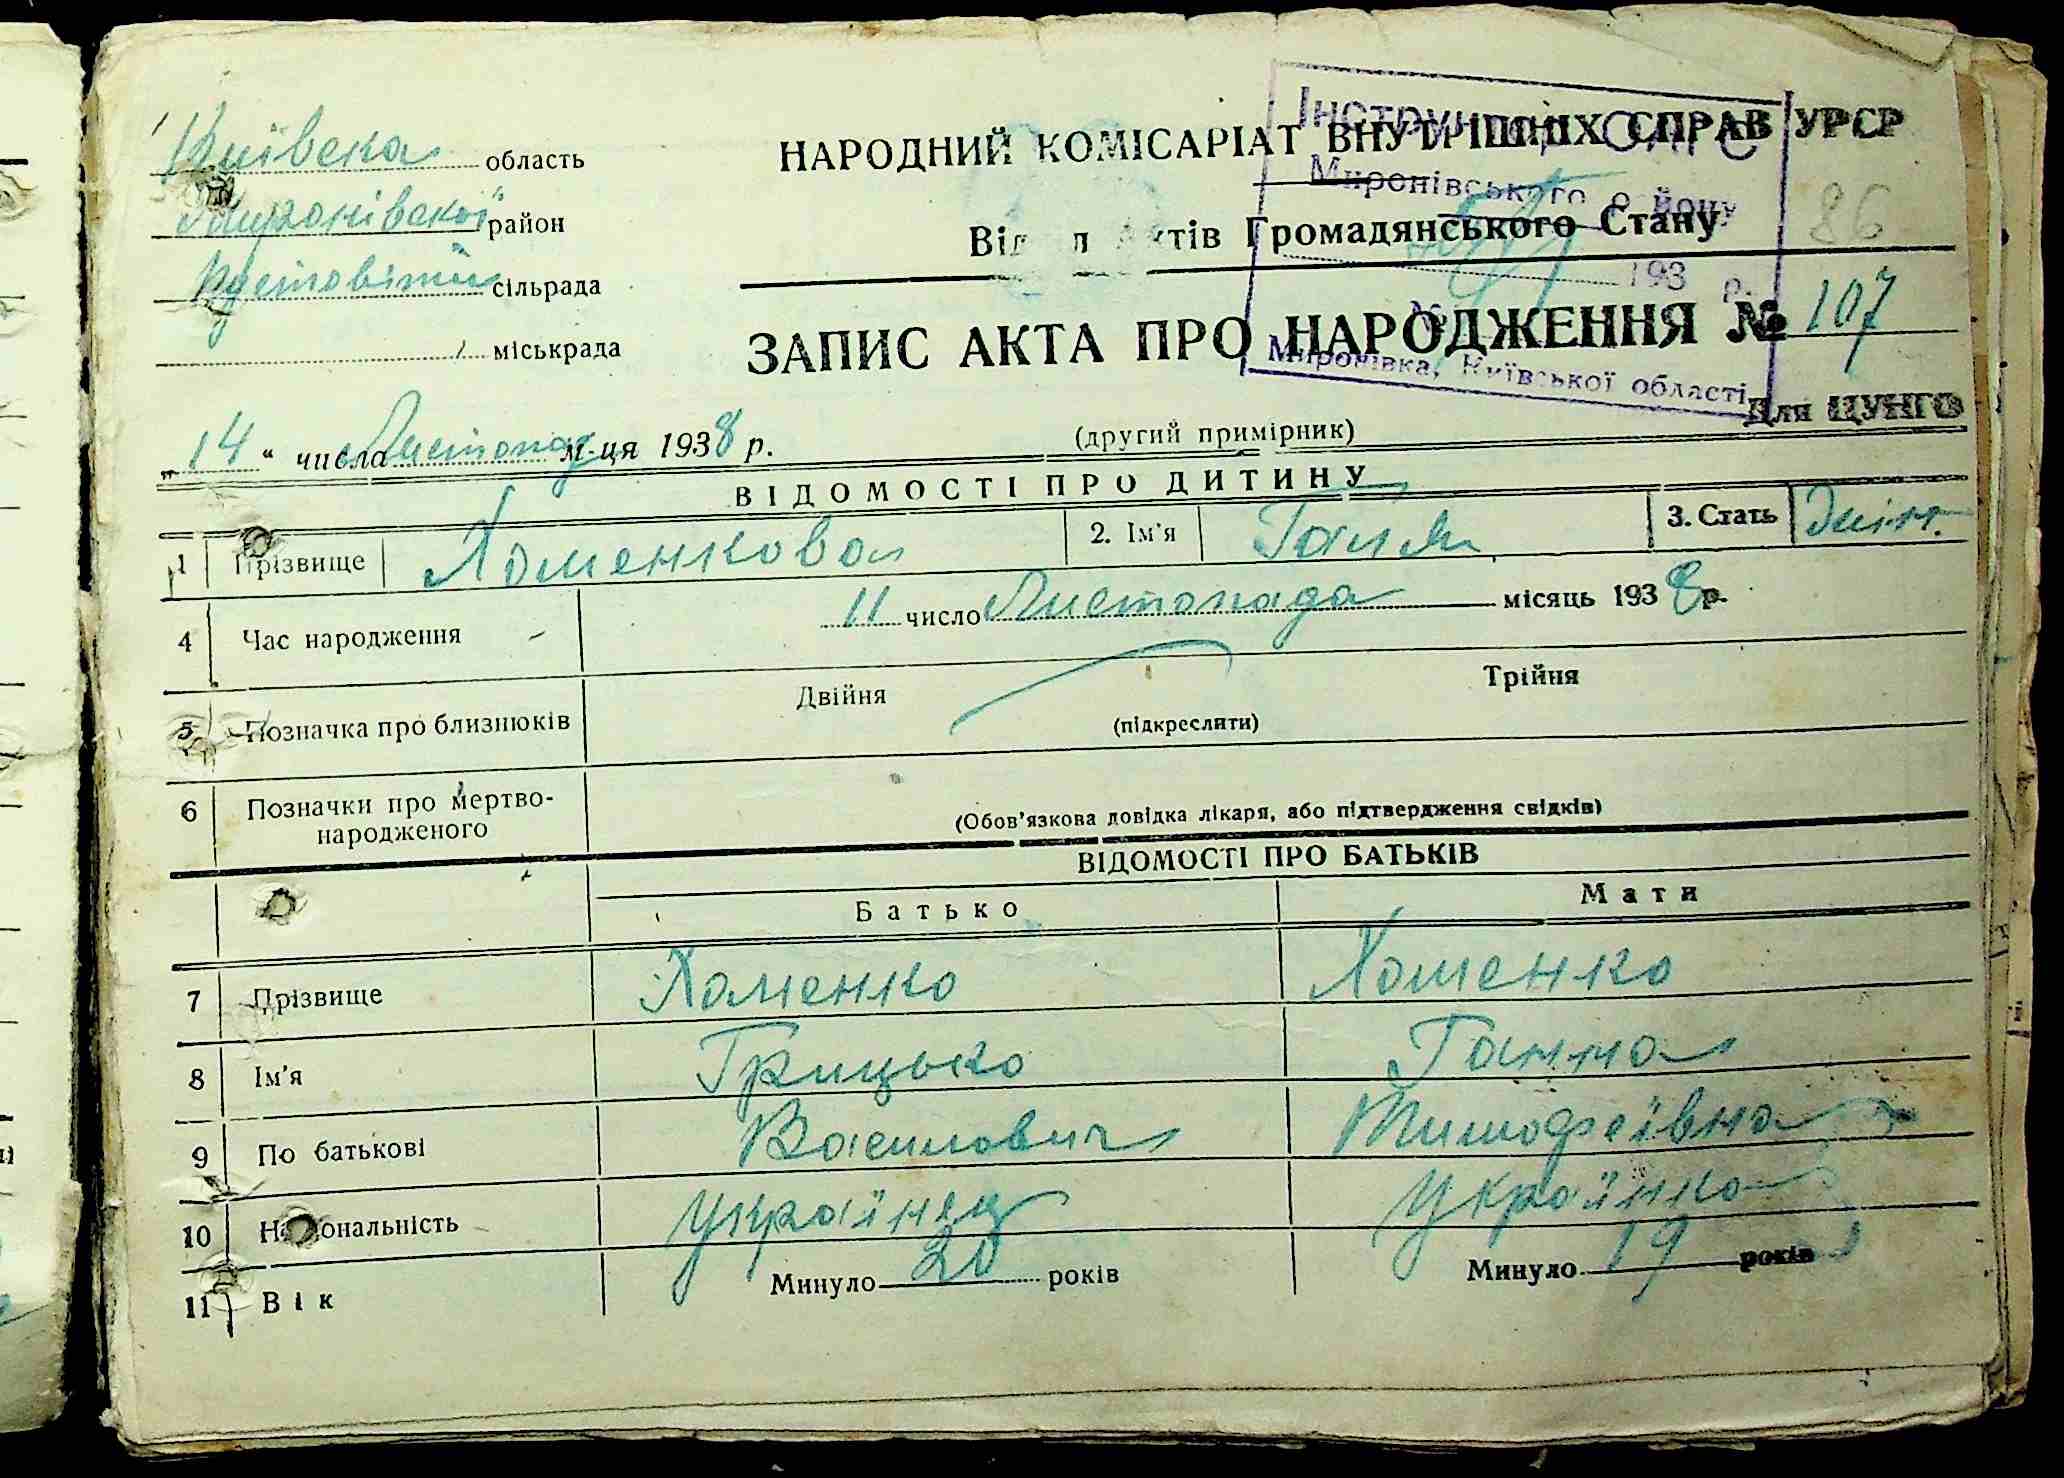 Київська область
Миронівський район
сільрада
міськрада
НАРОДНИЙ КОМІСАРІАТ ВНУТРІШНІХ СПРАВ УРСР
Відділ Актів Громадянського Стану
86
ЗАПИС АКТА ПРО НАРОДЖЕННЯ № 107
Миронівського району
193 р.
Миронівка, Київської області
Для ЦУНГО
„14“ числа Листопад м-ця 1938 р.
(другий примірник)
ВІДОМОСТІ ПРО ДИТИНУ
1 Прізвище Хоменкова 2. Ім'я Галя 3. Стать жін.
4 Час народження 11 число Листопада місяць 1938 р.
5 Позначка про близнюків Двійня (підкреслити) Трійня
6 Позначки про мертво-
народженого (Обов'язкова довідка лікаря, або підтвердження свідків)
ВІДОМОСТІ ПРО БАТЬКІВ
Батько Мати
7 Прізвище Хоменко Хоменко
8 Ім'я Грицько Ганна
9 По батькові Василович Тимофеївна
10 Національність Українец Українка
11 Вік Минуло 20 років Минуло 19 років